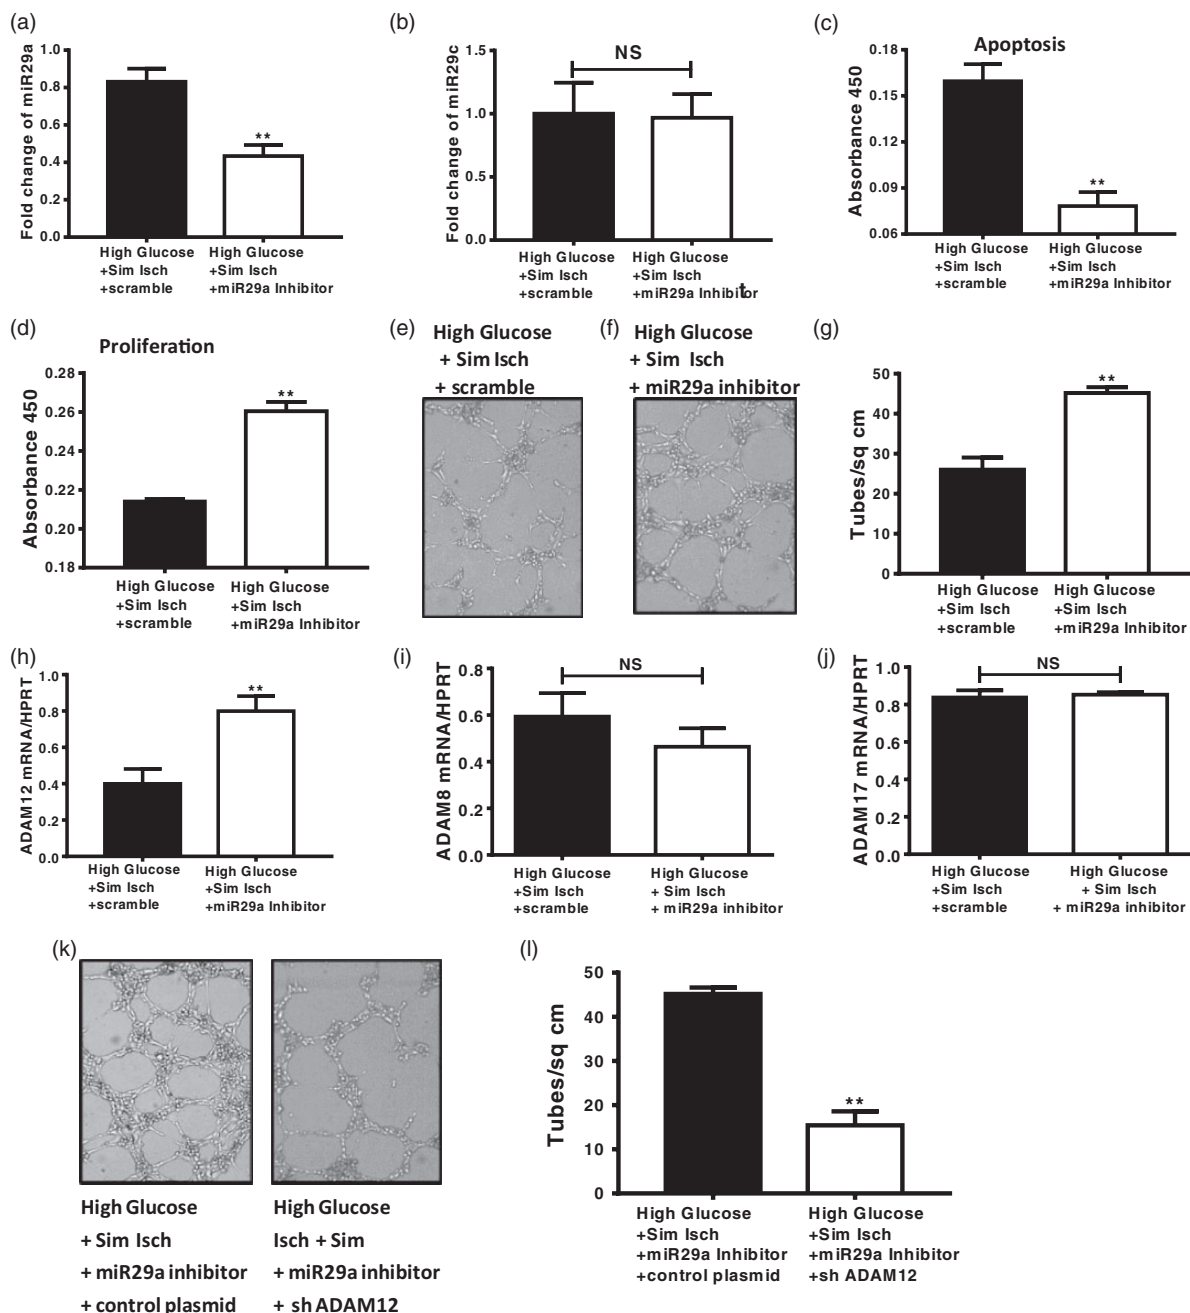 (a)
Fold change of miR29a
1.0
0.8
0.6
0.4
0.2
0.0
**
High Glucose
+Sim Isch
+scramble
High Glucose
+Sim Isch
+miR29a Inhibitor
(b)
Fold change of miR29c
1.5
1.0
0.5
0.0
NS
High Glucose
+Sim Isch
+scramble
High Glucose
+Sim Isch
+miR29a Inhibitor
t
(c)
Apoptosis
Absorbance 450
0.18
0.15
0.12
0.09
0.06
**
High Glucose
+Sim Isch
+scramble
High Glucose
+Sim Isch
+miR29a Inhibitor
(d)
Proliferation
Absorbance 450
0.28
0.26
0.24
0.22
0.20
0.18
**
High Glucose
+Sim Isch
+scramble
High Glucose
+Sim Isch
+miR29a Inhibitor
(e)
High Glucose
+ Sim Isch
+ scramble
(f)
High Glucose
+ Sim Isch
+ miR29a inhibitor
(g)
Tubes/sq cm
50
40
30
20
10
0
**
High Glucose
+Sim Isch
+scramble
High Glucose
+Sim Isch
+miR29a Inhibitor
(h)
ADAM12 mRNA/HPRT
1.0
0.8
0.6
0.4
0.2
0.0
**
High Glucose
+Sim Isch
+scramble
High Glucose
+Sim Isch
+miR29a Inhibitor
(i)
ADAM8 mRNA/HPRT
0.8
0.6
0.4
0.2
0.0
NS
High Glucose
+Sim Isch
+scramble
High Glucose
+ Sim Isch
+ miR29a inhibitor
(j)
ADAM17 mRNA/HPRT
1.0
0.8
0.6
0.4
0.2
0.0
NS
High Glucose
+Sim Isch
+scramble
High Glucose
+ Sim Isch
+ miR29a inhibitor
(k)
High Glucose
+ Sim Isch
+ miR29a inhibitor
+ control plasmid
High Glucose
Isch + Sim
+ miR29a inhibitor
+ sh ADAM12
(l)
Tubes/sq cm
50
40
30
20
10
0
**
High Glucose
+Sim Isch
+miR29a Inhibitor
+control plasmid
High Glucose
+Sim Isch
+miR29a Inhibitor
+sh ADAM12